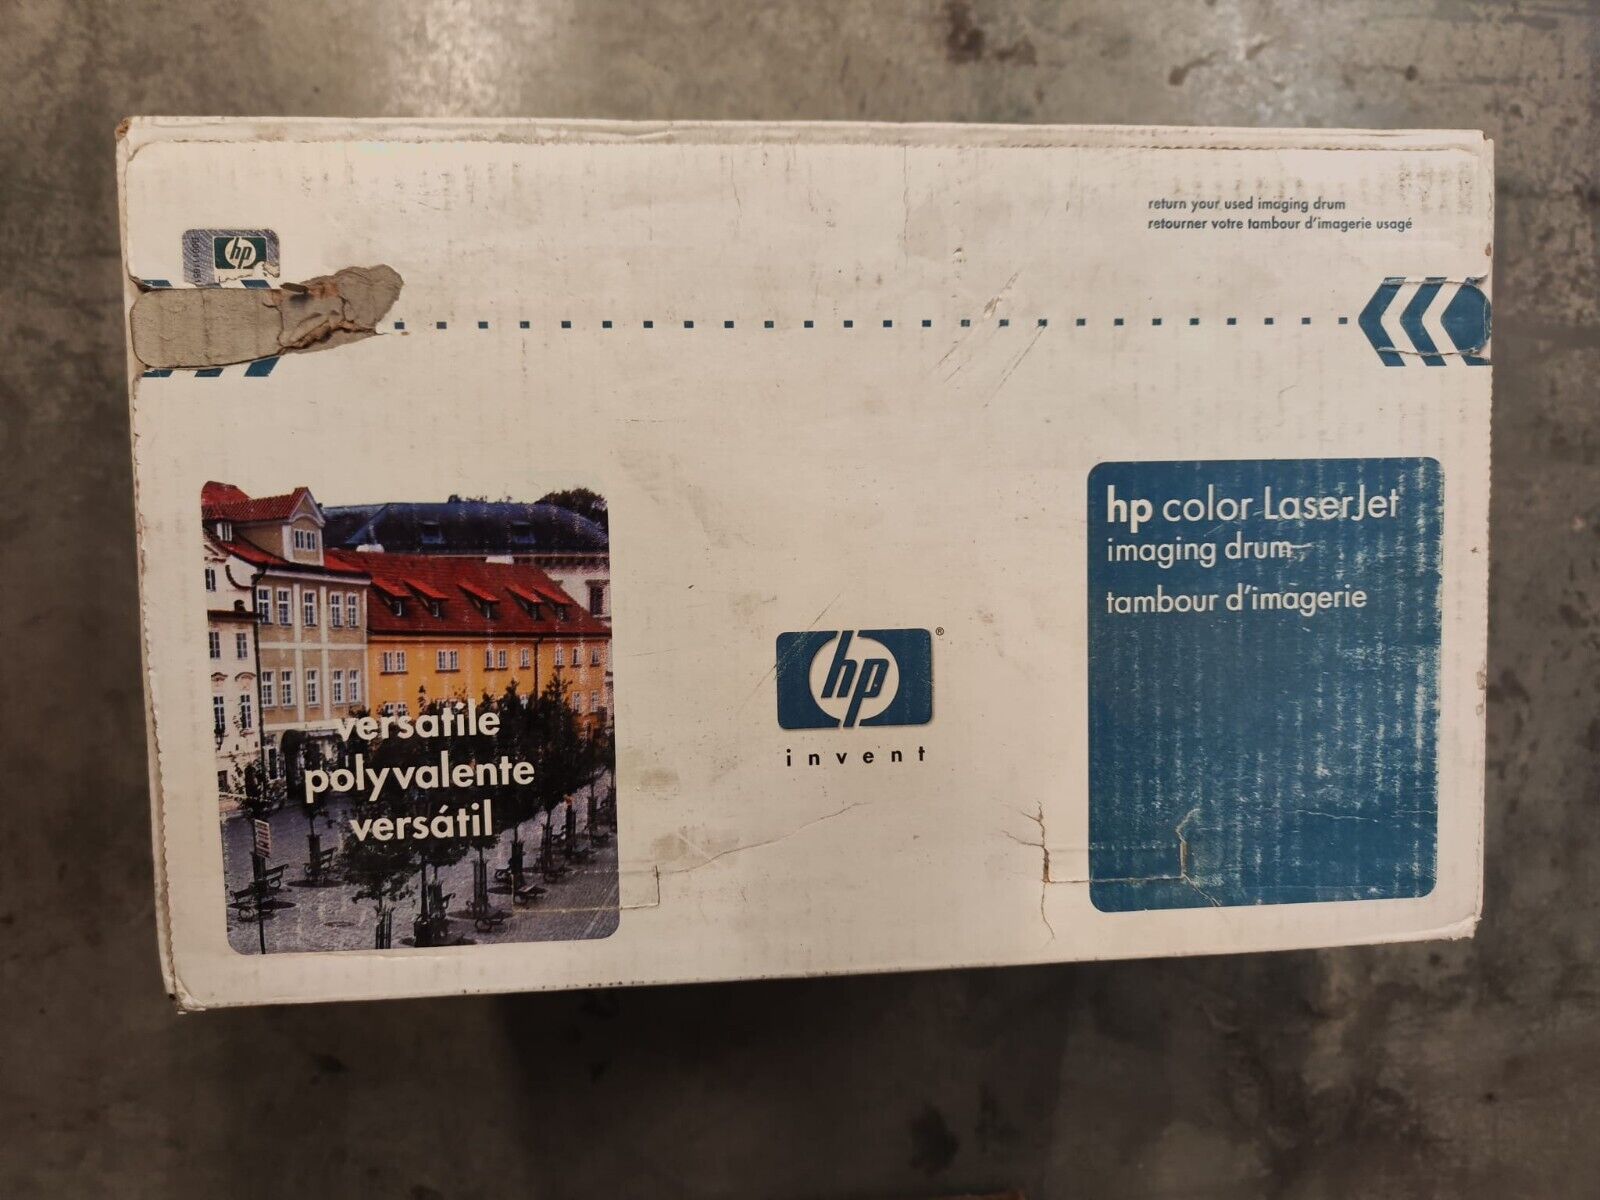 return your used imaging drum
retourner votre tambour d'imagerie usagé
hp
hp color LaserJet
imaging drum
tambour d'imagerie
versatile
polyvalente
versátil
hp®
invent